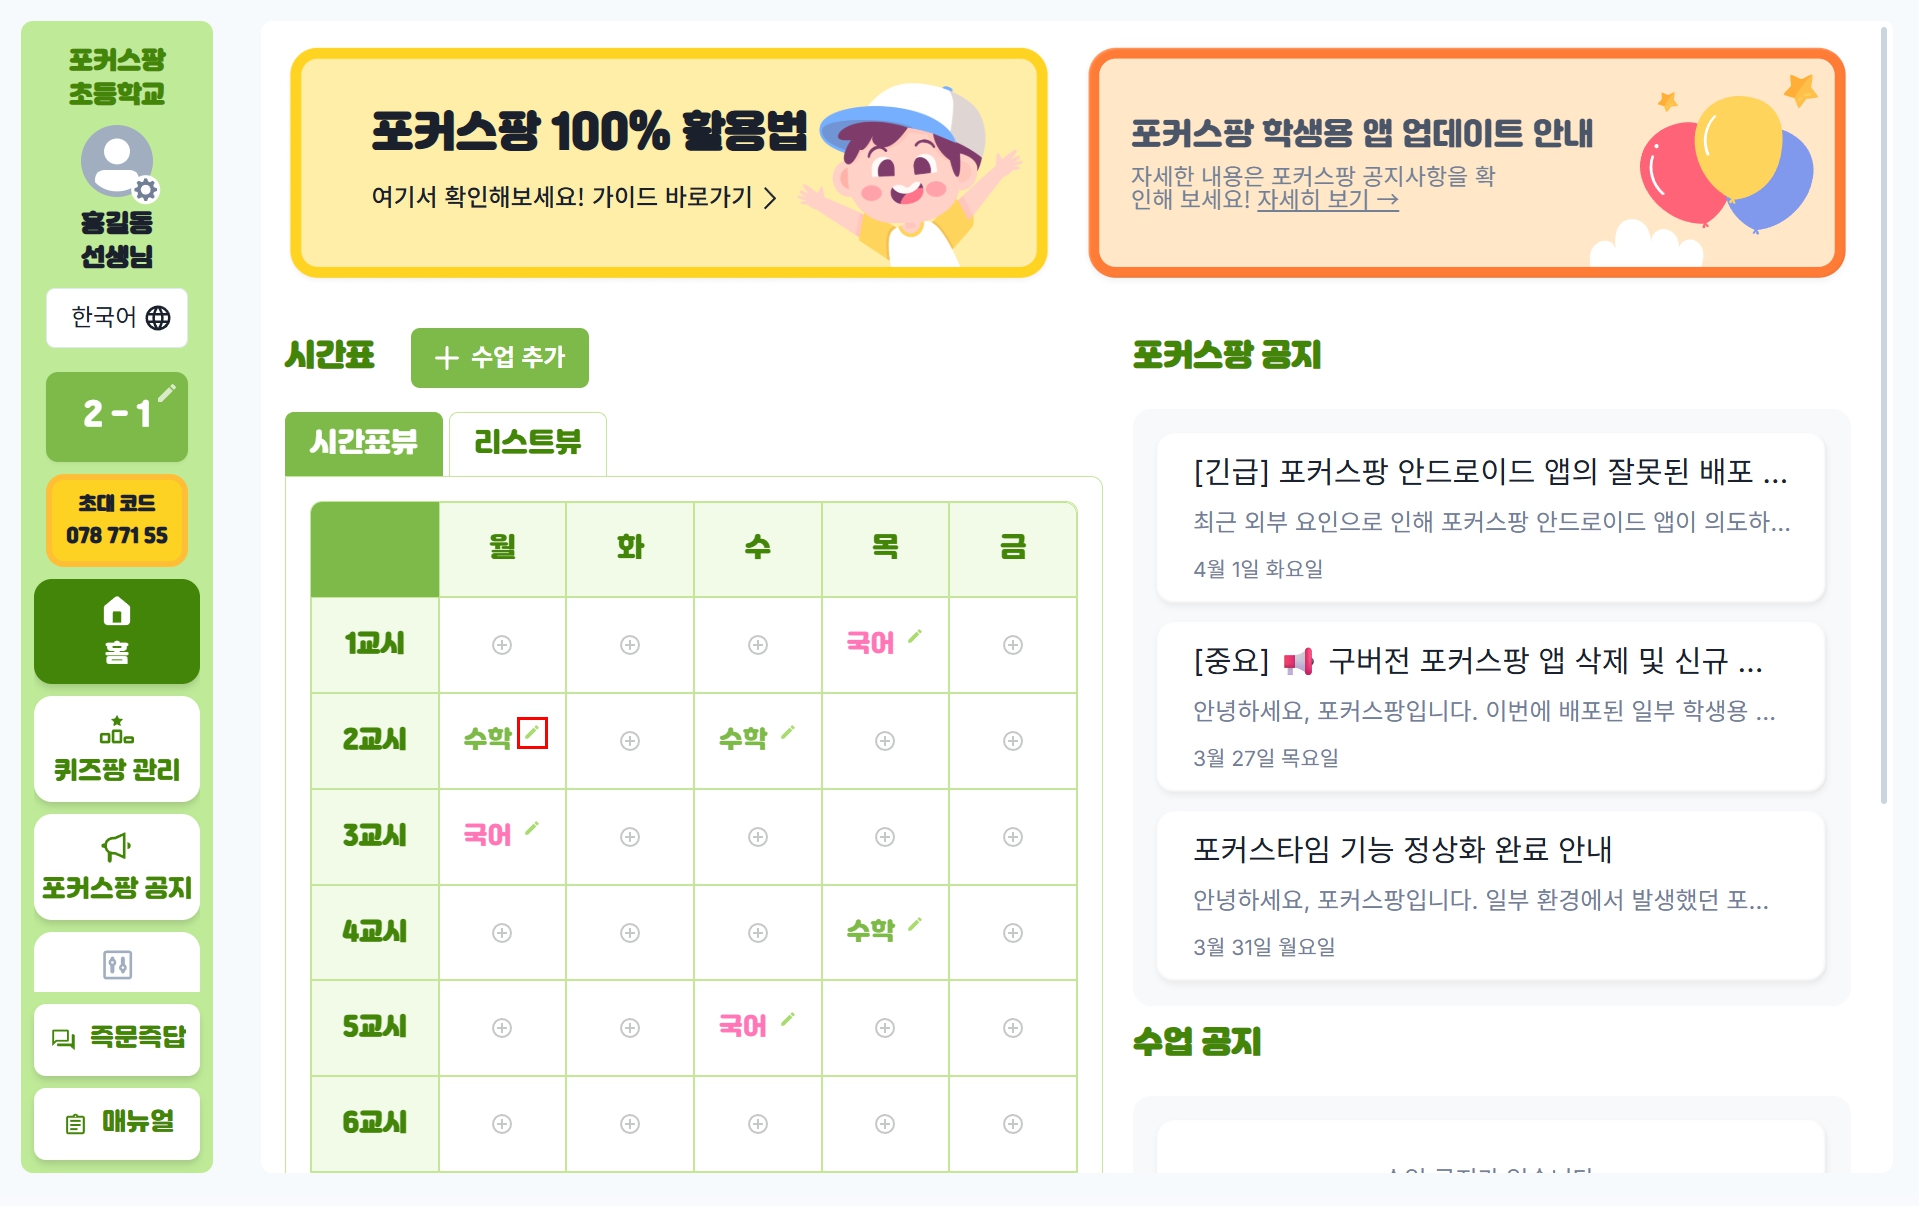 포커스팡
초등학교
홍길동
선생님
한국어
2 - 1
초대 코드
078 771 55
홈
퀴즈팡 관리
포커스팡 공지
즉문즉답
매뉴얼
포커스팡 100% 활용법
여기서 확인해보세요! 가이드 바로가기 >
포커스팡 학생용 앱 업데이트 안내
자세한 내용은 포커스팡 공지사항을 확
인해 보세요! 자세히 보기 →
시간표
+ 수업 추가
시간표뷰
리스트뷰
월 화 수 목 금
1교시 국어
2교시 수학 수학
3교시 국어
4교시 수학
5교시 국어
6교시
포커스팡 공지
[긴급] 포커스팡 안드로이드 앱의 잘못된 배포 ...
최근 외부 요인으로 인해 포커스팡 안드로이드 앱이 의도하...
4월 1일 화요일
[중요] 📢 구버전 포커스팡 앱 삭제 및 신규 ...
안녕하세요, 포커스팡입니다. 이번에 배포된 일부 학생용 ...
3월 27일 목요일
포커스타임 기능 정상화 완료 안내
안녕하세요, 포커스팡입니다. 일부 환경에서 발생했던 포...
3월 31일 월요일
수업 공지